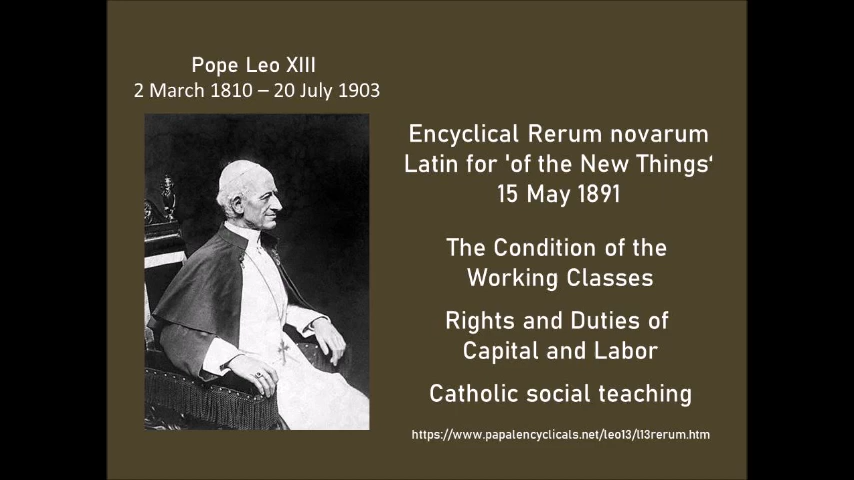 Pope Leo XIII
2 March 1810 – 20 July 1903
Encyclical Rerum novarum
Latin for 'of the New Things‘
15 May 1891
The Condition of the
Working Classes
Rights and Duties of
Capital and Labor
Catholic social teaching
https://www.papalencyclicals.net/leo13/l13rerum.htm